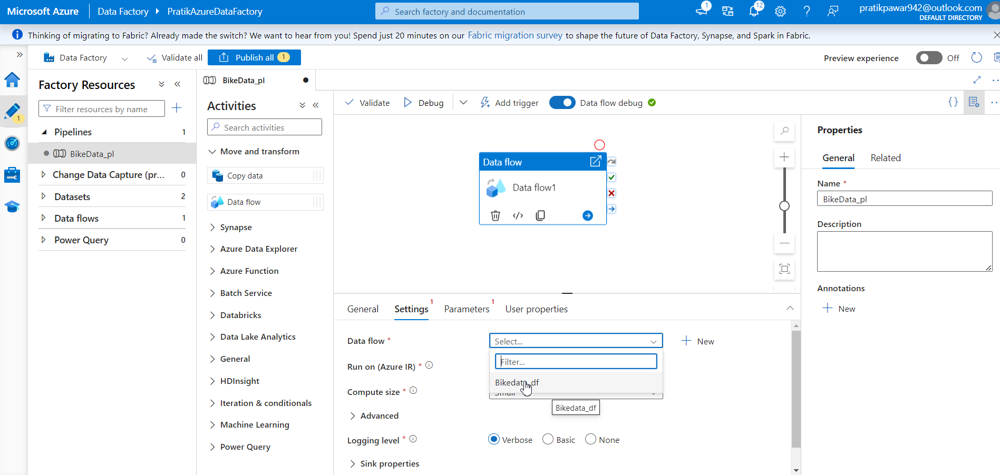 Microsoft Azure
Data Factory
PratikAzureDataFactory
Search factory and documentation
1
12
pratikpawar942@outlook.com
DEFAULT DIRECTORY
Thinking of migrating to Fabric? Already made the switch? We want to hear from you! Spend just 20 minutes on our Fabric migration survey to shape the future of Data Factory, Synapse, and Spark in Fabric.
Data Factory
Validate all
Publish all 1
Preview experience
Off
1
Factory Resources
Filter resources by name
Pipelines 1
BikeData_pl
Change Data Capture (pr... 0
Datasets 2
Data flows 1
Power Query 0
BikeData_pl
Activities
Search activities
Move and transform
Copy data
Data flow
Synapse
Azure Data Explorer
Azure Function
Batch Service
Databricks
Data Lake Analytics
General
HDInsight
Iteration & conditionals
Machine Learning
Power Query
Validate
Debug
Add trigger
Data flow debug
Data flow
Data flow1
General
Settings 1
Parameters 1
User properties
Data flow *
Select...
New
Filter...
Bikedata_df
Run on (Azure IR) *
Compute size *
Small
Bikedata_df
Advanced
Logging level *
Verbose
Basic
None
Sink properties
Properties
General
Related
Name *
BikeData_pl
Description
Annotations
New